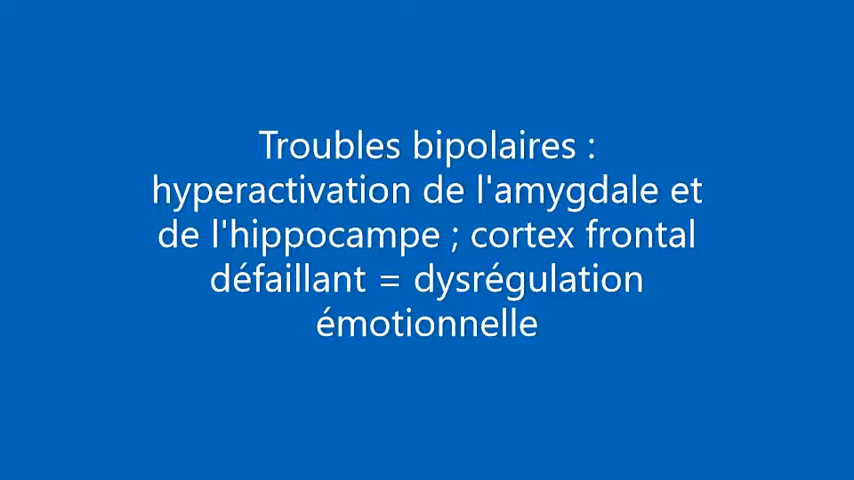 Troubles bipolaires :
hyperactivation de l'amygdale et
de l'hippocampe ; cortex frontal
défaillant = dysrégulation
émotionnelle